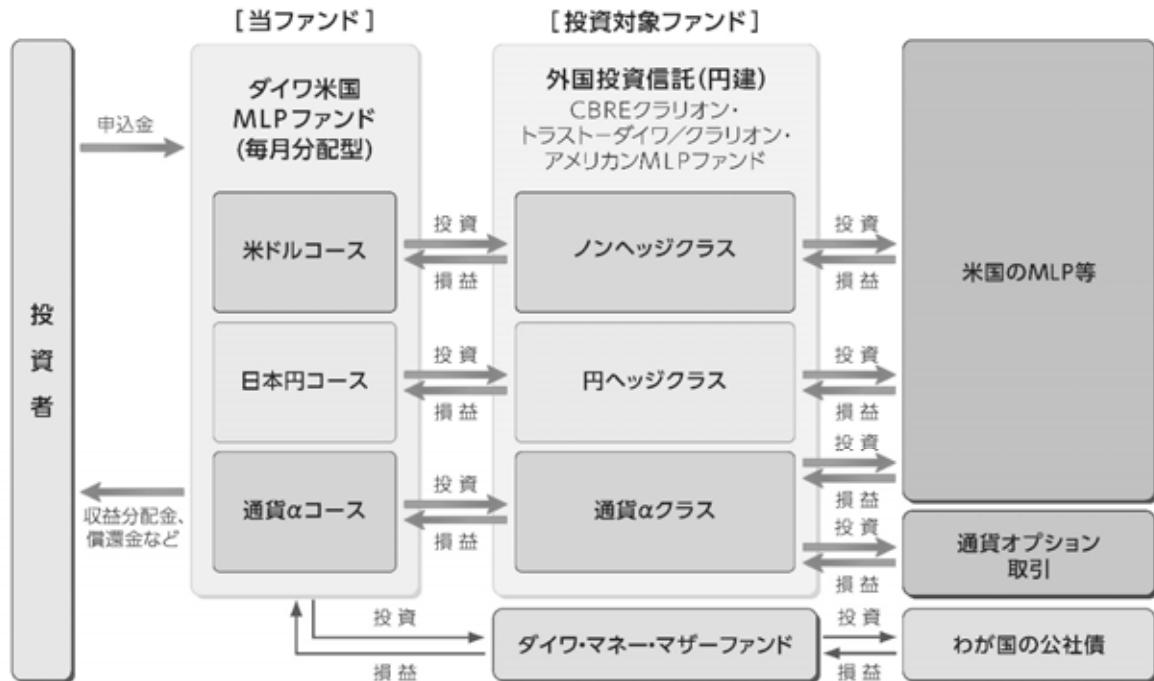 [当ファンド]
[投資対象ファンド]
投資者
申込金
収益分配金、
償還金など
ダイワ米国
MLPファンド
(毎月分配型)
外国投資信託(円建)
CBREクラリオン・
トラストーダイワ/クラリオン・
アメリカンMLPファンド
米ドルコース
投資
損益
ノンヘッジクラス
投資
損益
米国のMLP等
日本円コース
投資
損益
円ヘッジクラス
投資
損益
通貨αコース
投資
損益
通貨αクラス
投資
損益
投資
損益
通貨オプション
取引
投資
損益
ダイワ・マネー・マザーファンド
投資
損益
わが国の公社債